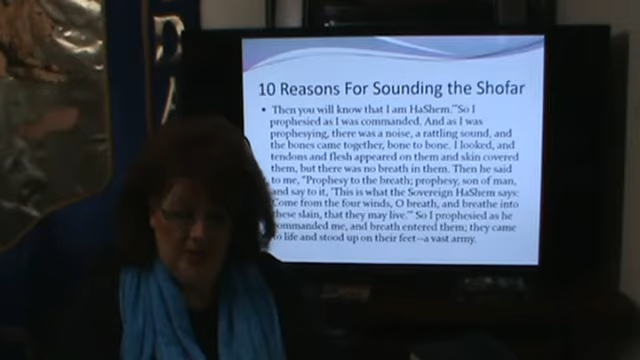 10 Reasons For Sounding the Shofar
• Then you will know that I am HaShem.'"So I
prophesied as I was commanded. And as I was
prophesying, there was a noise, a rattling sound, and
the bones came together, bone to bone. I looked, and
tendons and flesh appeared on them and skin covered
them, but there was no breath in them. Then he said
to me, "Prophesy to the breath; prophesy, son of man,
and say to it, 'This is what the Sovereign HaShem says:
Come from the four winds, O breath, and breathe into
these slain, that they may live.'" So I prophesied as he
commanded me, and breath entered them; they came
to life and stood up on their feet--a vast army.